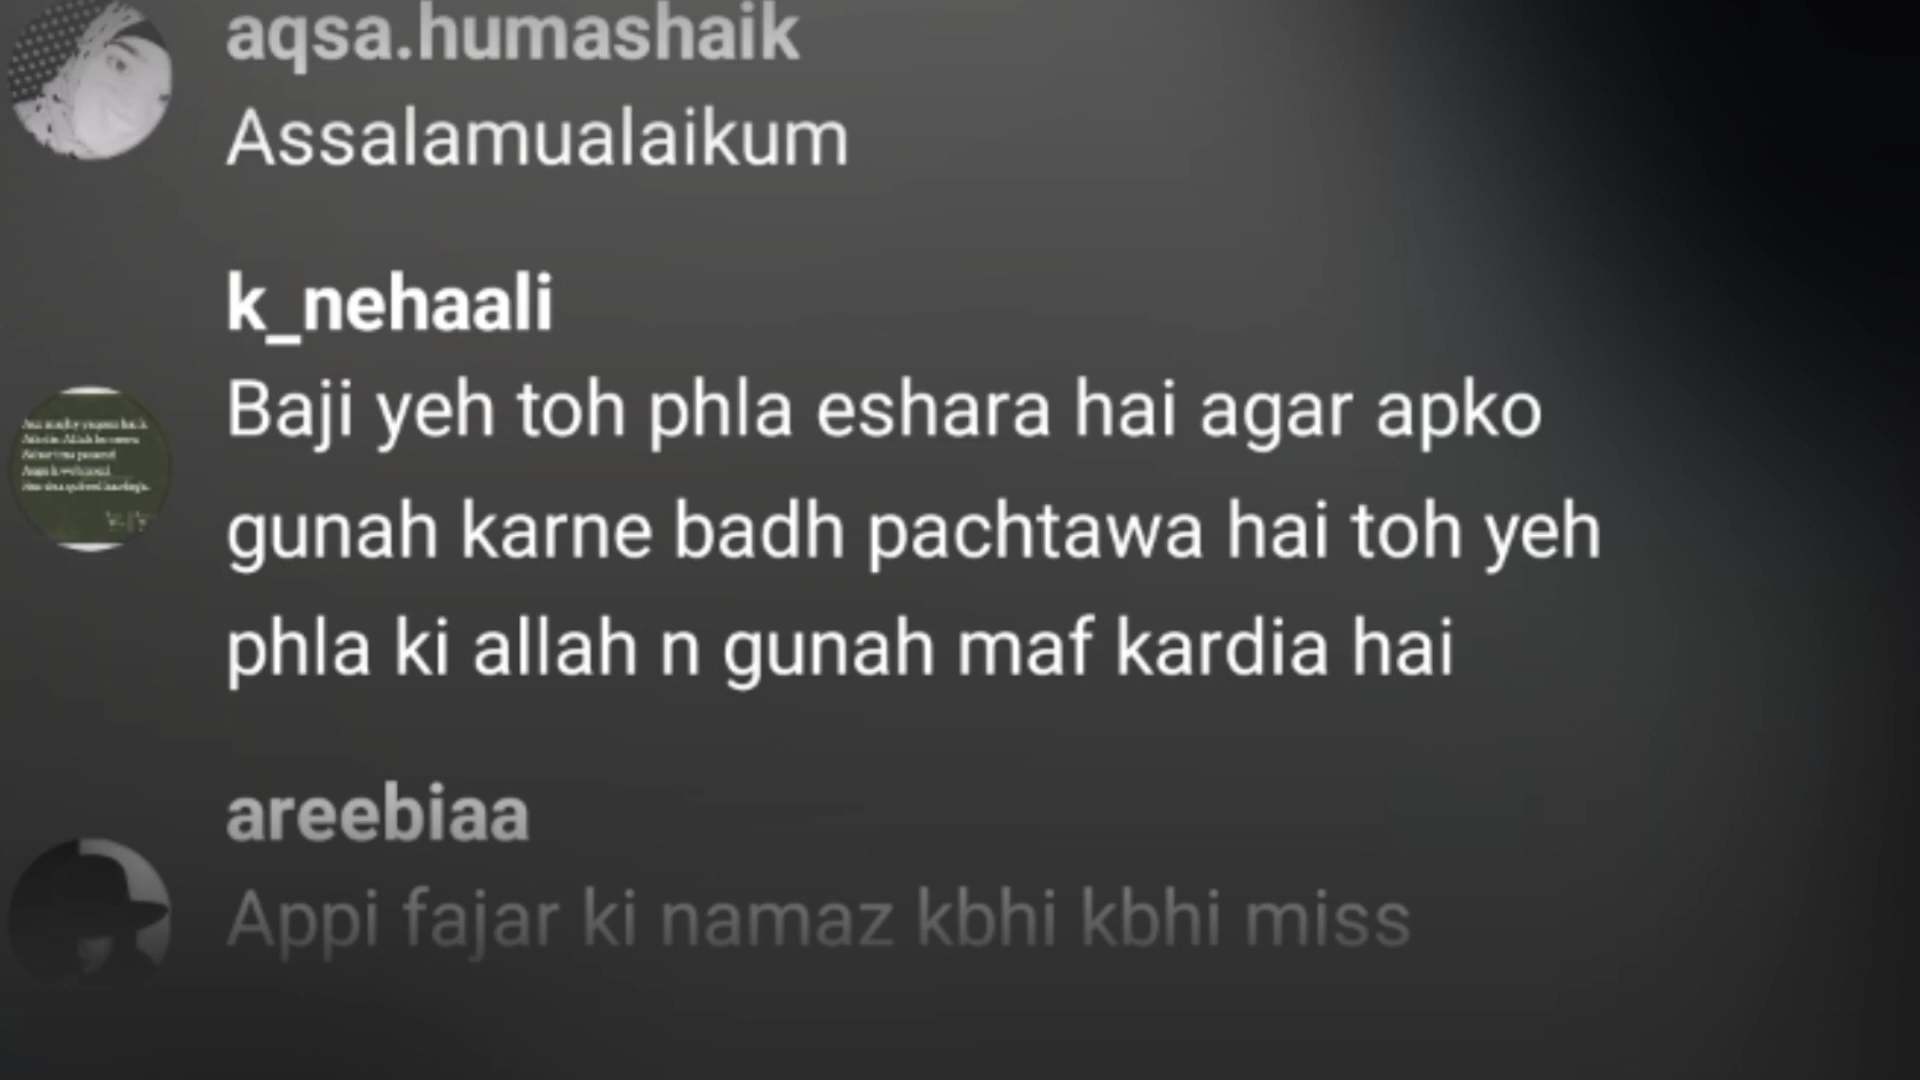 aqsa.humashaik
Assalamualaikum
k_nehaali
Baji yeh toh phla eshara hai agar apko
gunah karne badh pachtawa hai toh yeh
phla ki allah n gunah maf kardia hai
areebiaa
Appi fajar ki namaz kbhi kbhi miss